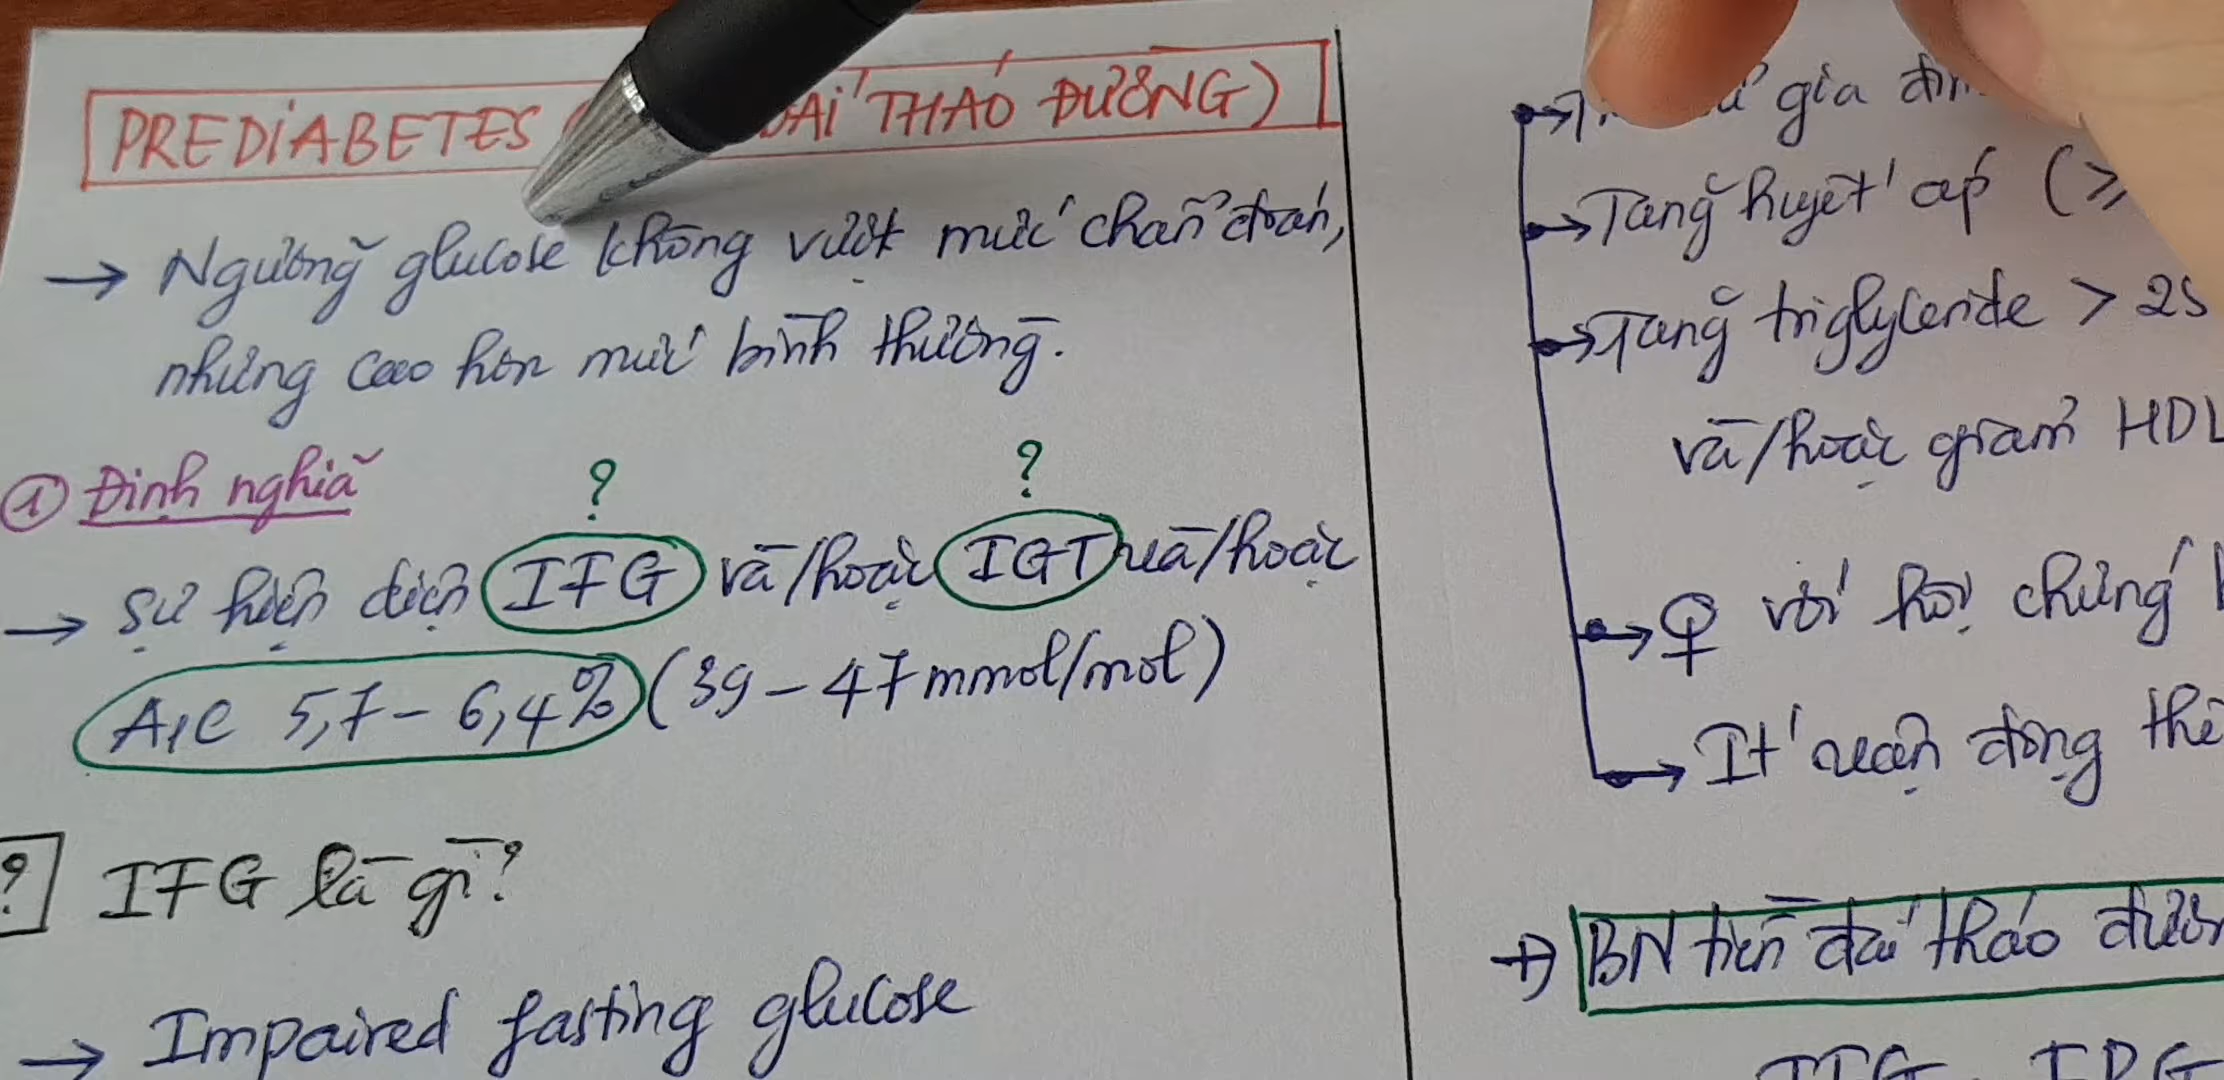 PREDIABETES ĐÁI THÁO ĐƯỜNG)
→ Ngưỡng glucose không vượt mức chẩn đoán,
nhưng cao hơn mức bình thường.
① Định nghĩa
? ?
→ Sự hiện diện IFG và/hoặc IGT và/hoặc
A1C 5,7 - 6,4% (39 - 47 mmol/mol)
? IFG là gì?
→ Impaired fasting glucose
gia
→ Tăng huyết áp (≥
→ Tăng triglyceride > 25
và/hoặc giảm HDL
→ ♀ với hội chứng
→ Ít vận động
→ BN tiền đái tháo
IFG